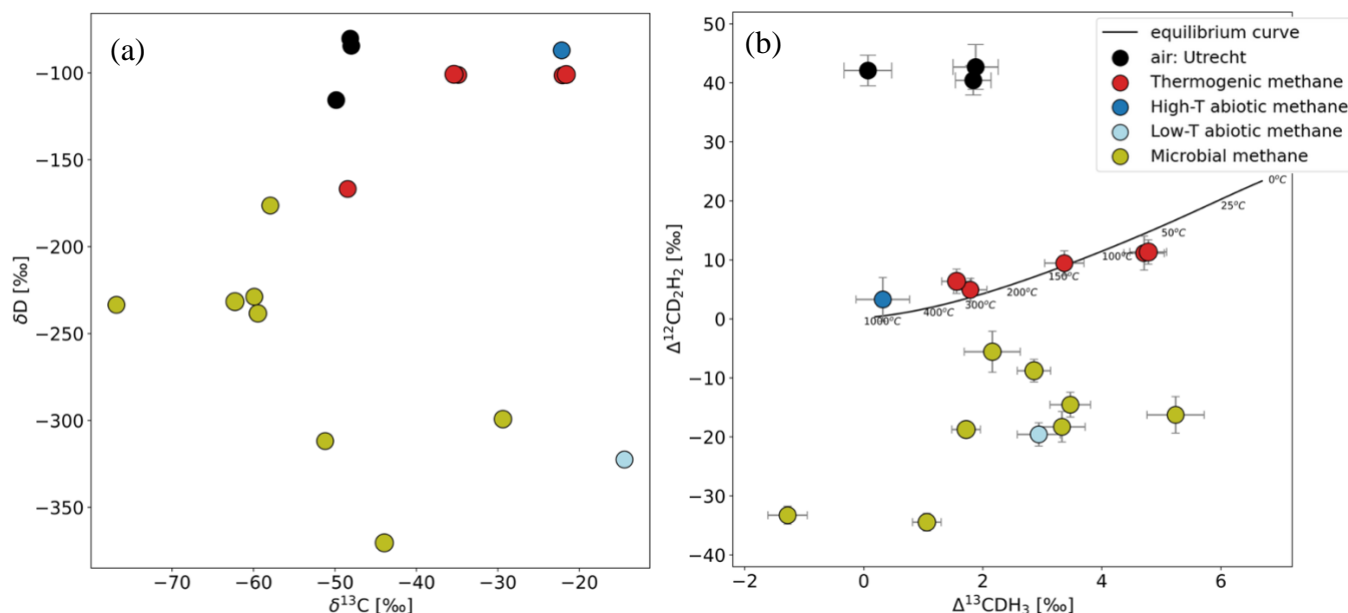 (a)
−100
−150
−200
−250
−300
−350
δD [‰]
−70 −60 −50 −40 −30 −20
δ¹³C [‰]
(b)
50
40
30
20
10
0
−10
−20
−30
−40
Δ¹²CD₂H₂ [‰]
equilibrium curve
air: Utrecht
Thermogenic methane
High-T abiotic methane
Low-T abiotic methane
Microbial methane
0°C
25°C
50°C
100°C
150°C
200°C
300°C
400°C
1000°C
−2 0 2 4 6
Δ¹³CDH₃ [‰]